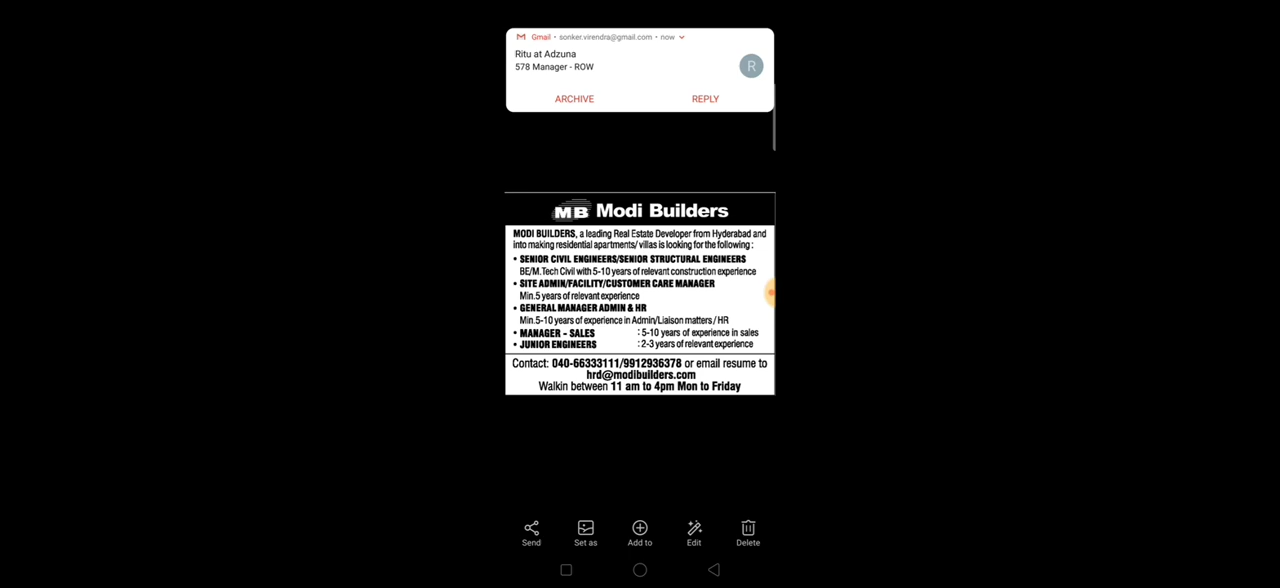 Gmail • sonker.virendra@gmail.com • now
Ritu at Adzuna
578 Manager - ROW
R
ARCHIVE REPLY
MB Modi Builders
MODI BUILDERS, a leading Real Estate Developer from Hyderabad and
into making residential apartments/ villas is looking for the following :
• SENIOR CIVIL ENGINEERS/SENIOR STRUCTURAL ENGINEERS
BE/M.Tech Civil with 5-10 years of relevant construction experience
• SITE ADMIN/FACILITY/CUSTOMER CARE MANAGER
Min.5 years of relevant experience
• GENERAL MANAGER ADMIN & HR
Min.5-10 years of experience in Admin/Liaison matters / HR
• MANAGER - SALES : 5-10 years of experience in sales
• JUNIOR ENGINEERS : 2-3 years of relevant experience
Contact: 040-66333111/9912936378 or email resume to
hrd@modibuilders.com
Walkin between 11 am to 4pm Mon to Friday
Send Set as Add to Edit Delete